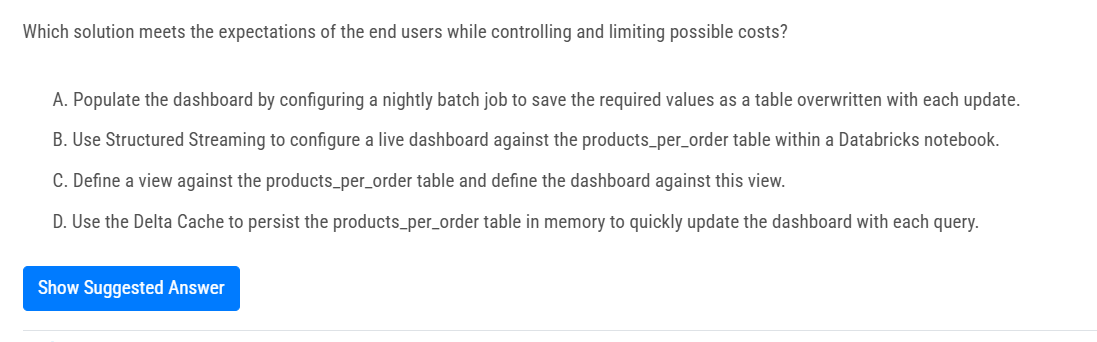 Which solution meets the expectations of the end users while controlling and limiting possible costs?
A. Populate the dashboard by configuring a nightly batch job to save the required values as a table overwritten with each update.
B. Use Structured Streaming to configure a live dashboard against the products_per_order table within a Databricks notebook.
C. Define a view against the products_per_order table and define the dashboard against this view.
D. Use the Delta Cache to persist the products_per_order table in memory to quickly update the dashboard with each query.
Show Suggested Answer